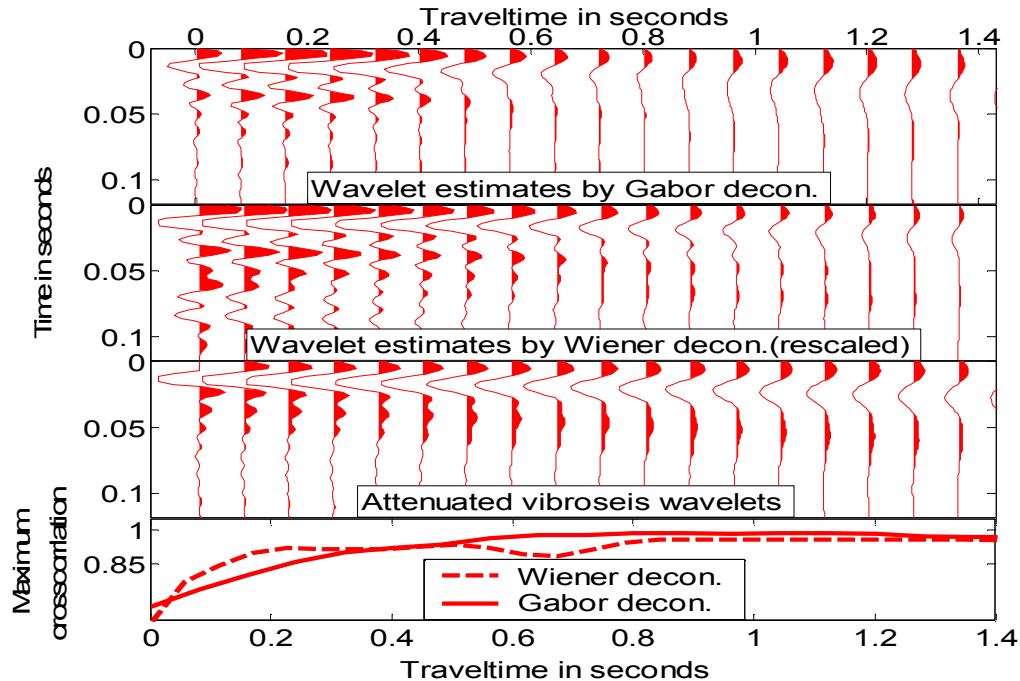 Traveltime in seconds
0 0.2 0.4 0.6 0.8 1 1.2 1.43
0
0.05
0.1
Wavelet estimates by Gabor decon.
Time in seconds
0
0.05
0.1
Wavelet estimates by Wiener decon.(rescaled)
0
0.05
0.1
Attenuated vibroseis wavelets
Maximum
crosscorrlation
1
0.85
Wiener decon.
Gabor decon.
0 0.2 0.4 0.6 0.8 1 1.2 1.4
Traveltime in seconds